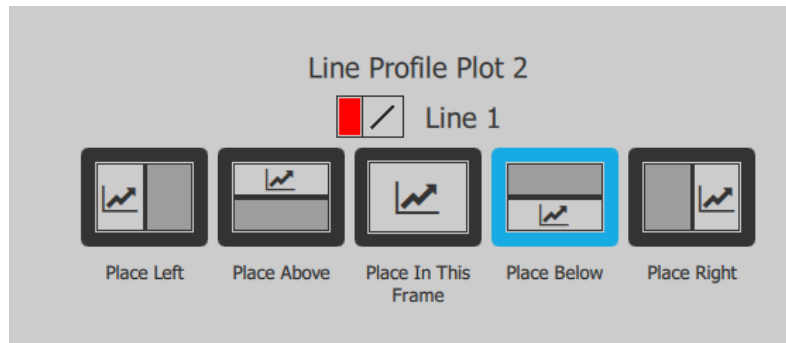 Line Profile Plot 2
Line 1
Place Left
Place Above
Place In This
Frame
Place Below
Place Right